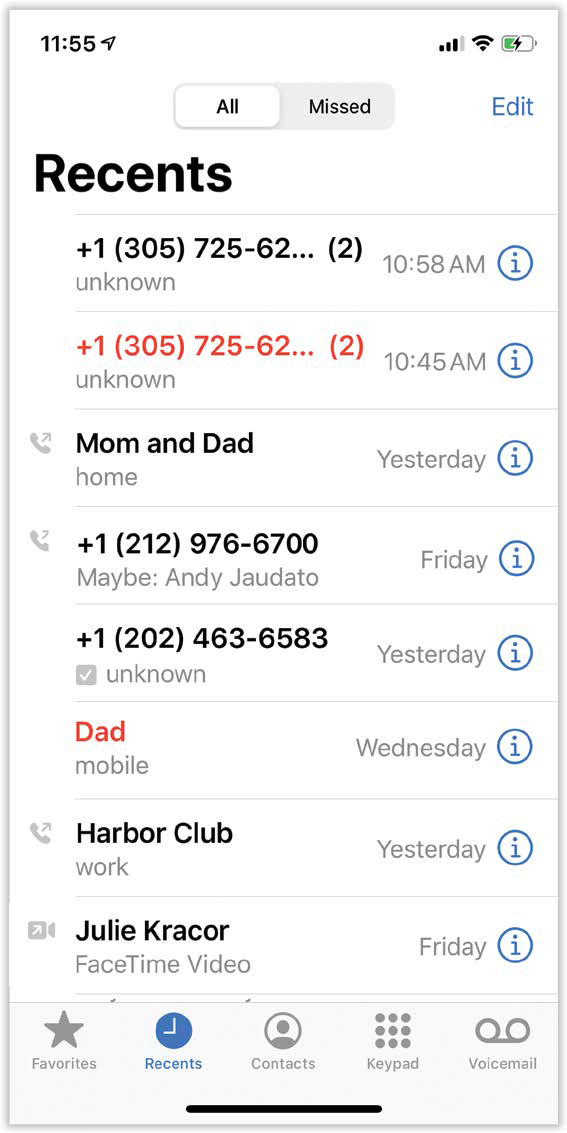 11:55
All Missed Edit
Recents
+1 (305) 725-62... (2) 10:58 AM
unknown
+1 (305) 725-62... (2) 10:45 AM
unknown
Mom and Dad Yesterday
home
+1 (212) 976-6700 Friday
Maybe: Andy Jaudato
+1 (202) 463-6583 Yesterday
unknown
Dad Wednesday
mobile
Harbor Club Yesterday
work
Julie Kracor Friday
FaceTime Video
Favorites Recents Contacts Keypad Voicemail